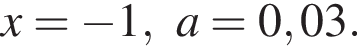 x = −1, a = 0,03.